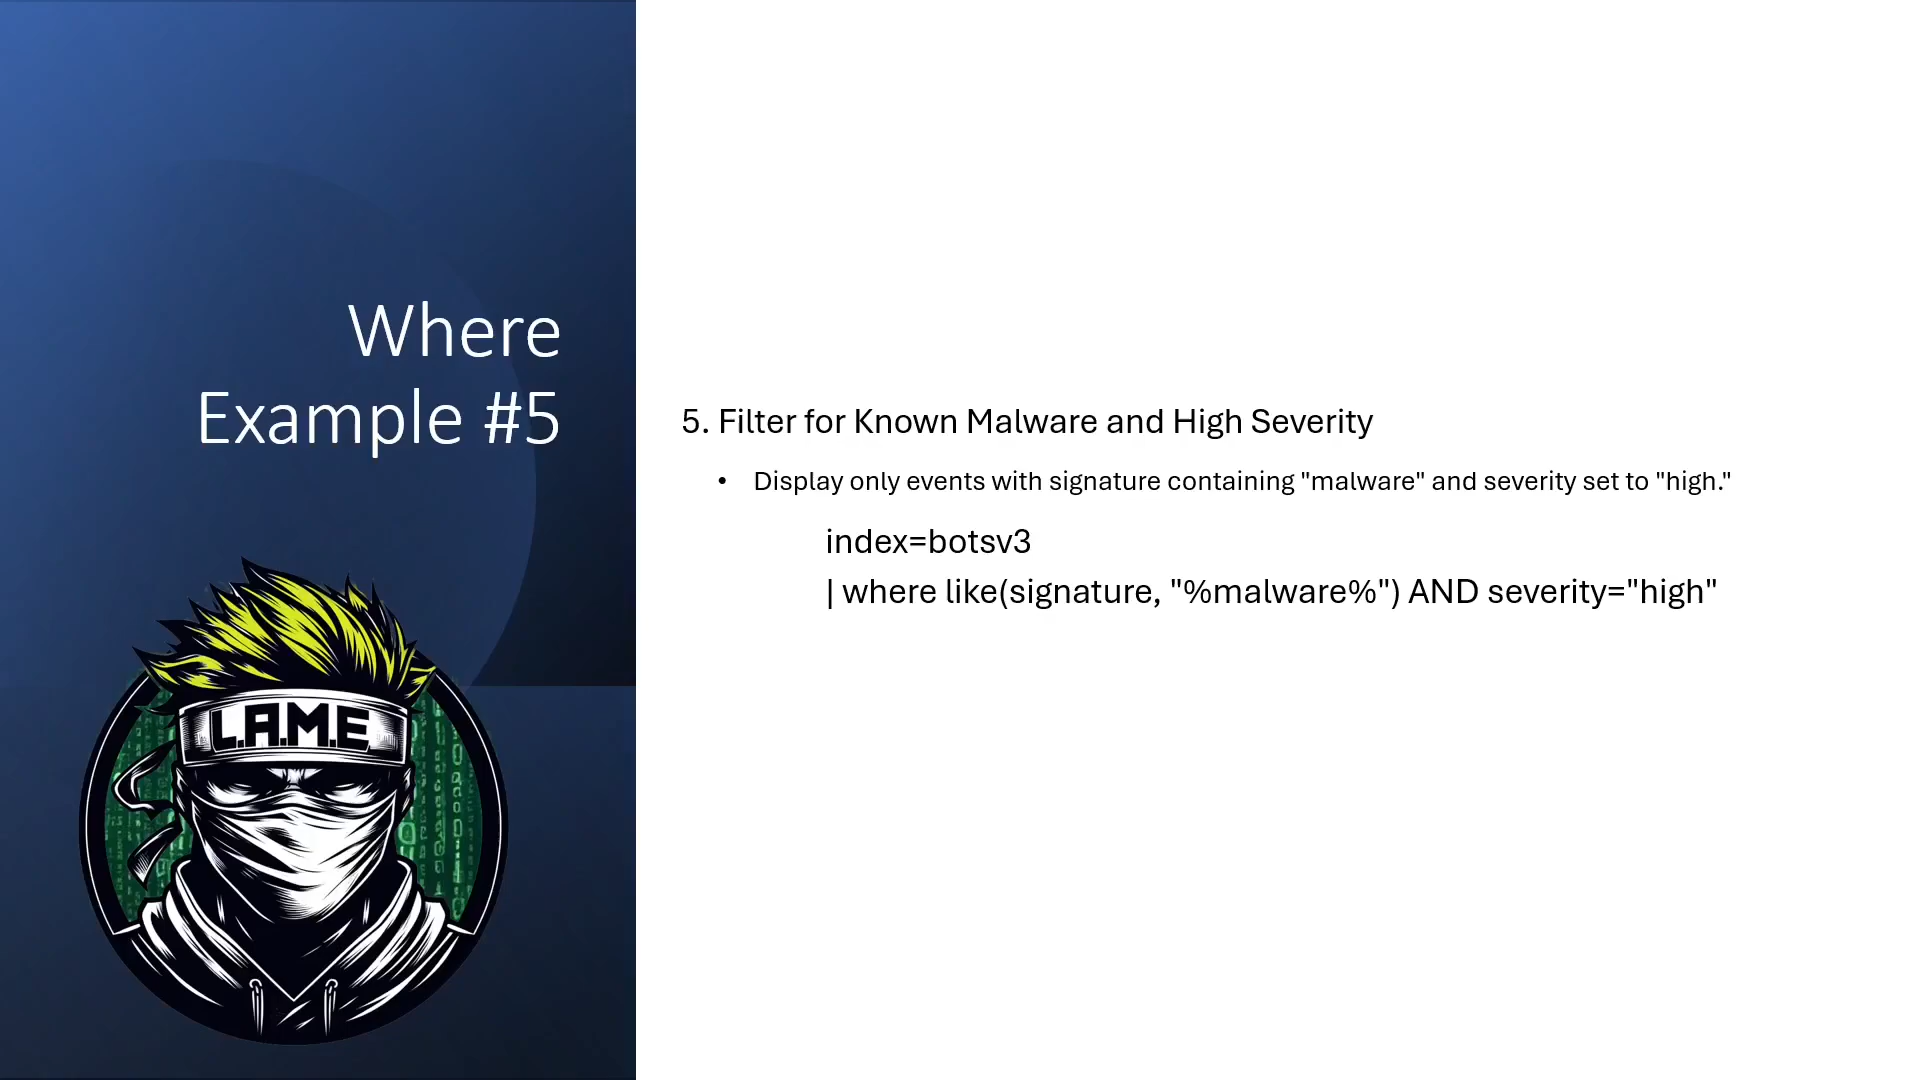 Where
Example #5
L.A.M.E
5. Filter for Known Malware and High Severity
• Display only events with signature containing "malware" and severity set to "high."
index=botsv3
| where like(signature, "%malware%") AND severity="high"